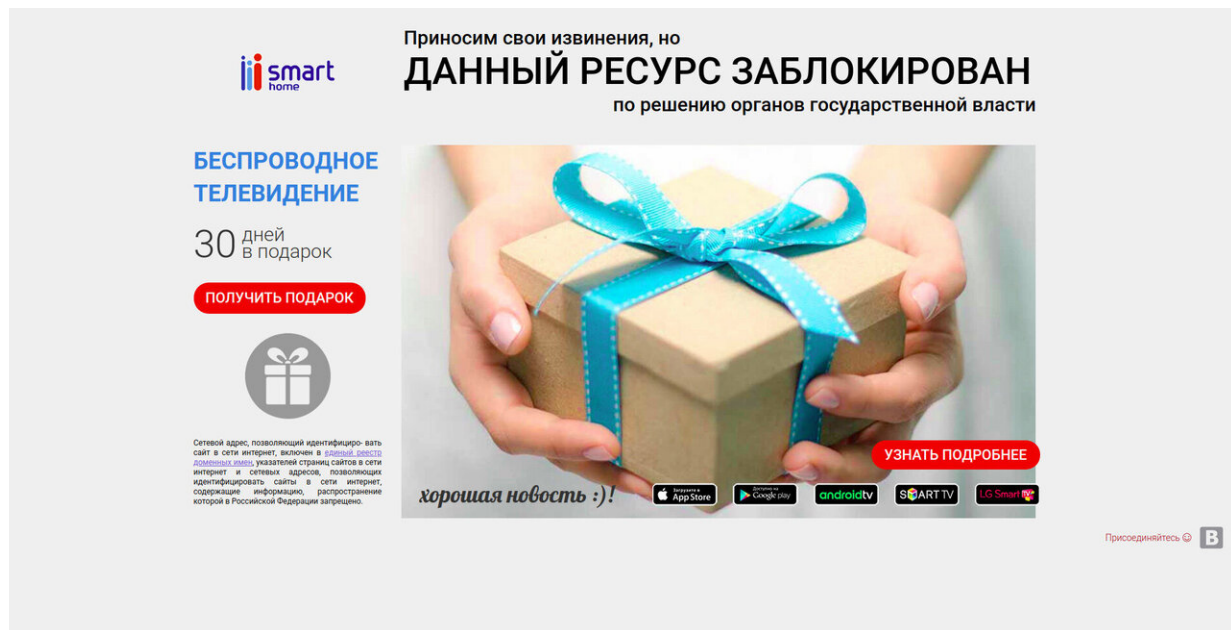 smart
home
Приносим свои извинения, но
ДАННЫЙ РЕСУРС ЗАБЛОКИРОВАН
по решению органов государственной власти
БЕСПРОВОДНОЕ
ТЕЛЕВИДЕНИЕ
30 дней
в подарок
ПОЛУЧИТЬ ПОДАРОК
Сетевой адрес, позволяющий идентифициро- вать
сайт в сети интернет, включен в единый реестр
доменных имен, указателей страниц сайтов в сети
интернет и сетевых адресов, позволяющих
идентифицировать сайты в сети интернет,
содержащие информацию, распространение
которой в Российской Федерации запрещено.
УЗНАТЬ ПОДРОБНЕЕ
хорошая новость :)!
Загрузите в
App Store
Доступно на
Google play
androidtv
SMART TV
LG Smart TV
Присоединяйтесь ☺
B